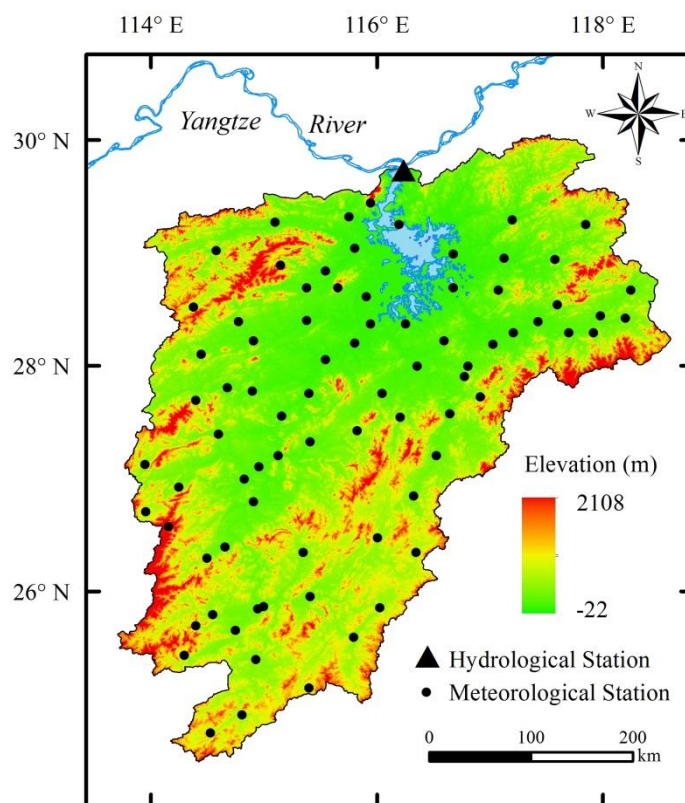 114° E 116° E 118° E
N
W E
S
30° N
Yangtze River
28° N
26° N
Elevation (m)
2108
-22
Hydrological Station
Meteorological Station
0 100 200
km